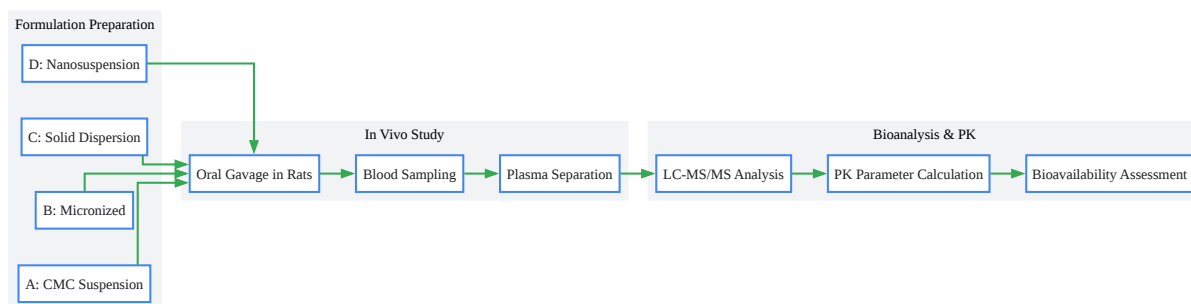 Formulation Preparation
D: Nanosuspension
C: Solid Dispersion
B: Micronized
A: CMC Suspension
In Vivo Study
Oral Gavage in Rats
Blood Sampling
Plasma Separation
Bioanalysis & PK
LC-MS/MS Analysis
PK Parameter Calculation
Bioavailability Assessment